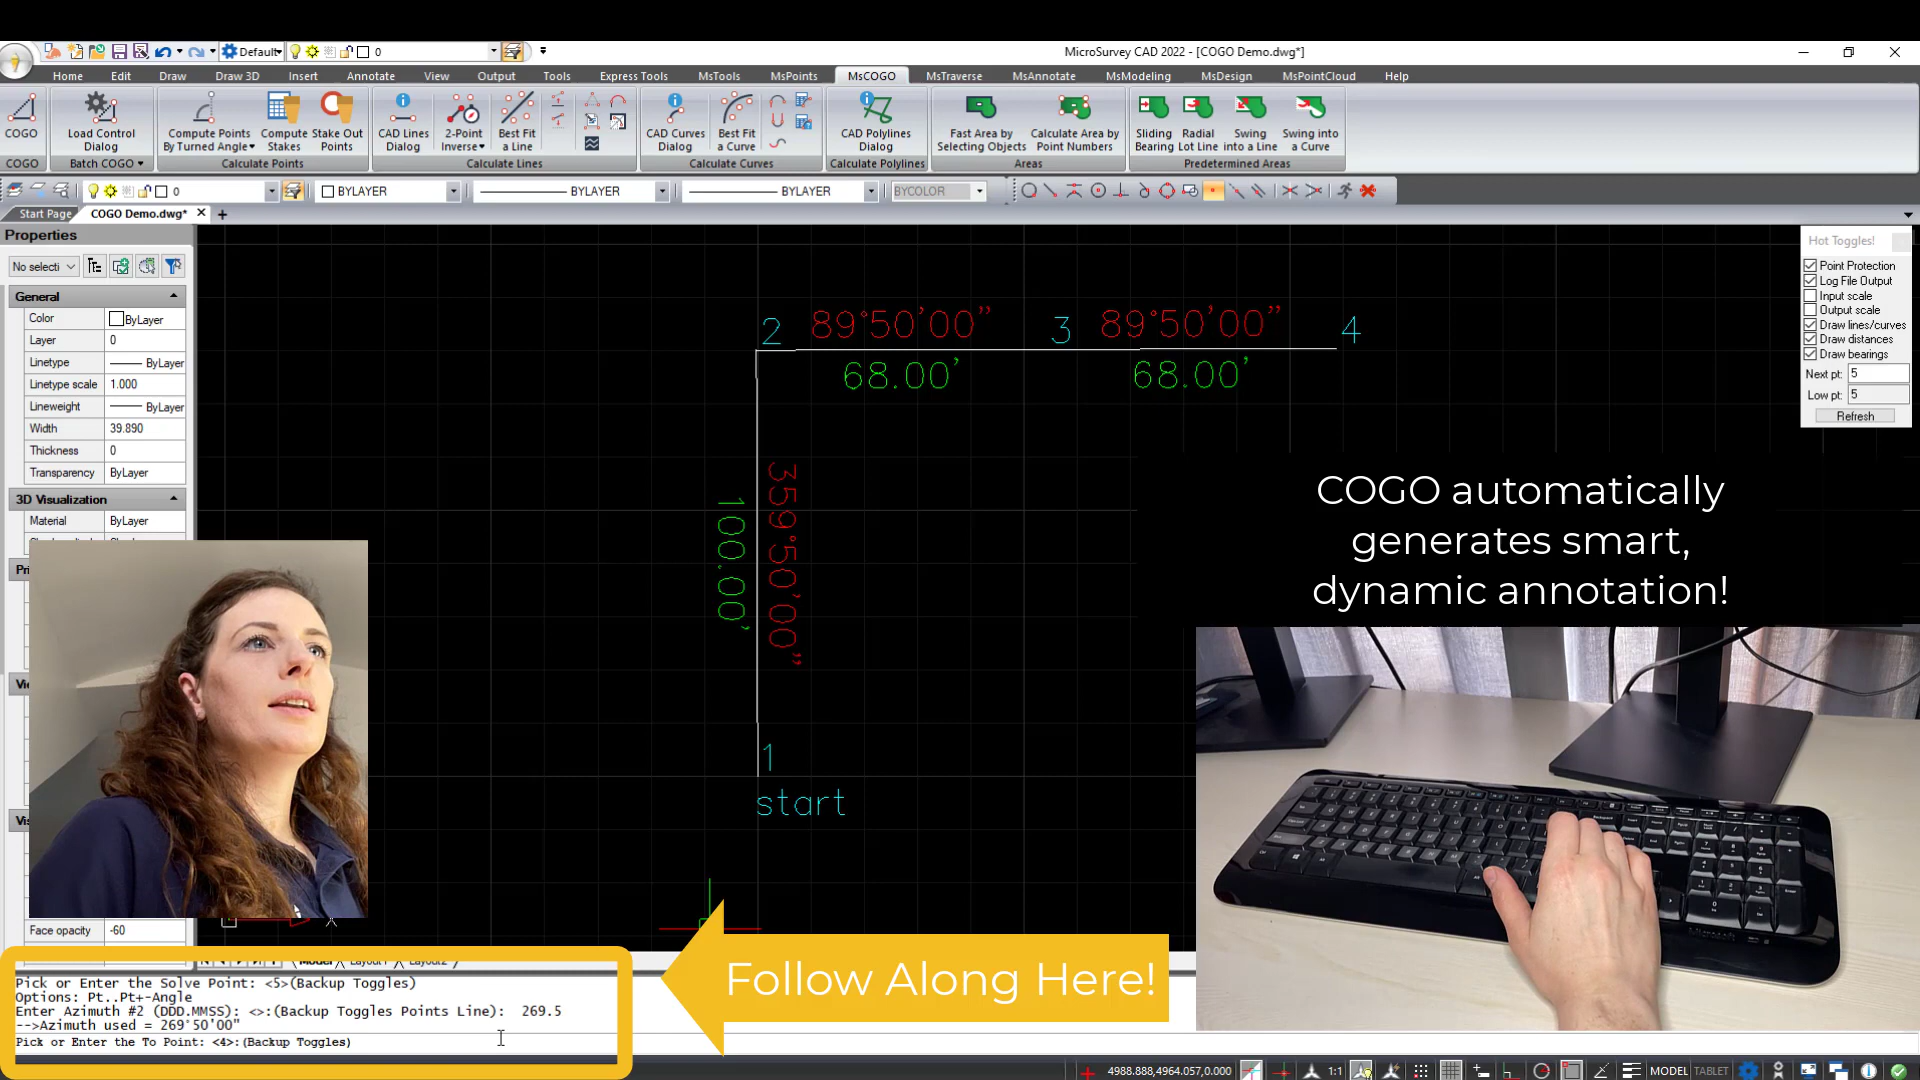 Default
0
MicroSurvey CAD 2022 - [COGO Demo.dwg*]
Home Edit Draw Draw 3D Insert Annotate View Output Tools Express Tools MsTools MsPoints MsCOGO MsTraverse MsAnnotate MsModeling MsDesign MsPointCloud Help
COGO
Load Control
Dialog
Compute Points
By Turned Angle
Compute
Stakes
Stake Out
Points
CAD Lines
Dialog
2-Point
Inverse
Best Fit
a Line
CAD Curves
Dialog
Best Fit
a Curve
CAD Polylines
Dialog
Fast Area by
Selecting Objects
Calculate Area by
Point Numbers
Sliding
Bearing
Radial
Lot Line
Swing
into a Line
Swing into
a Curve
COGO Batch COGO Calculate Points Calculate Lines Calculate Curves Calculate Polylines Areas Predetermined Areas
0 BYLAYER BYLAYER BYLAYER BYCOLOR
Start Page COGO Demo.dwg*
Properties
No selecti
General
Color ByLayer
Layer 0
Linetype ByLayer
Linetype scale 1.000
Lineweight ByLayer
Width 39.890
Thickness 0
Transparency ByLayer
3D Visualization
Material ByLayer
Face opacity -60
Hot Toggles!
Point Protection
Log File Output
Input scale
Output scale
Draw lines/curves
Draw distances
Draw bearings
Next pt: 5
Low pt: 5
Refresh
2 89°50'00" 3 89°50'00" 4
68.00' 68.00'
359°50'00"
100.00'
1
start
X
COGO automatically
generates smart,
dynamic annotation!
Follow Along Here!
Pick or Enter the Solve Point: <5>(Backup Toggles)
Options: Pt..Pt+-Angle
Enter Azimuth #2 (DDD.MMSS): <>:(Backup Toggles Points Line): 269.5
-->Azimuth used = 269°50'00"
Pick or Enter the To Point: <4>:(Backup Toggles)
4988.888,4964.057,0.000 1:1 MODEL TABLET